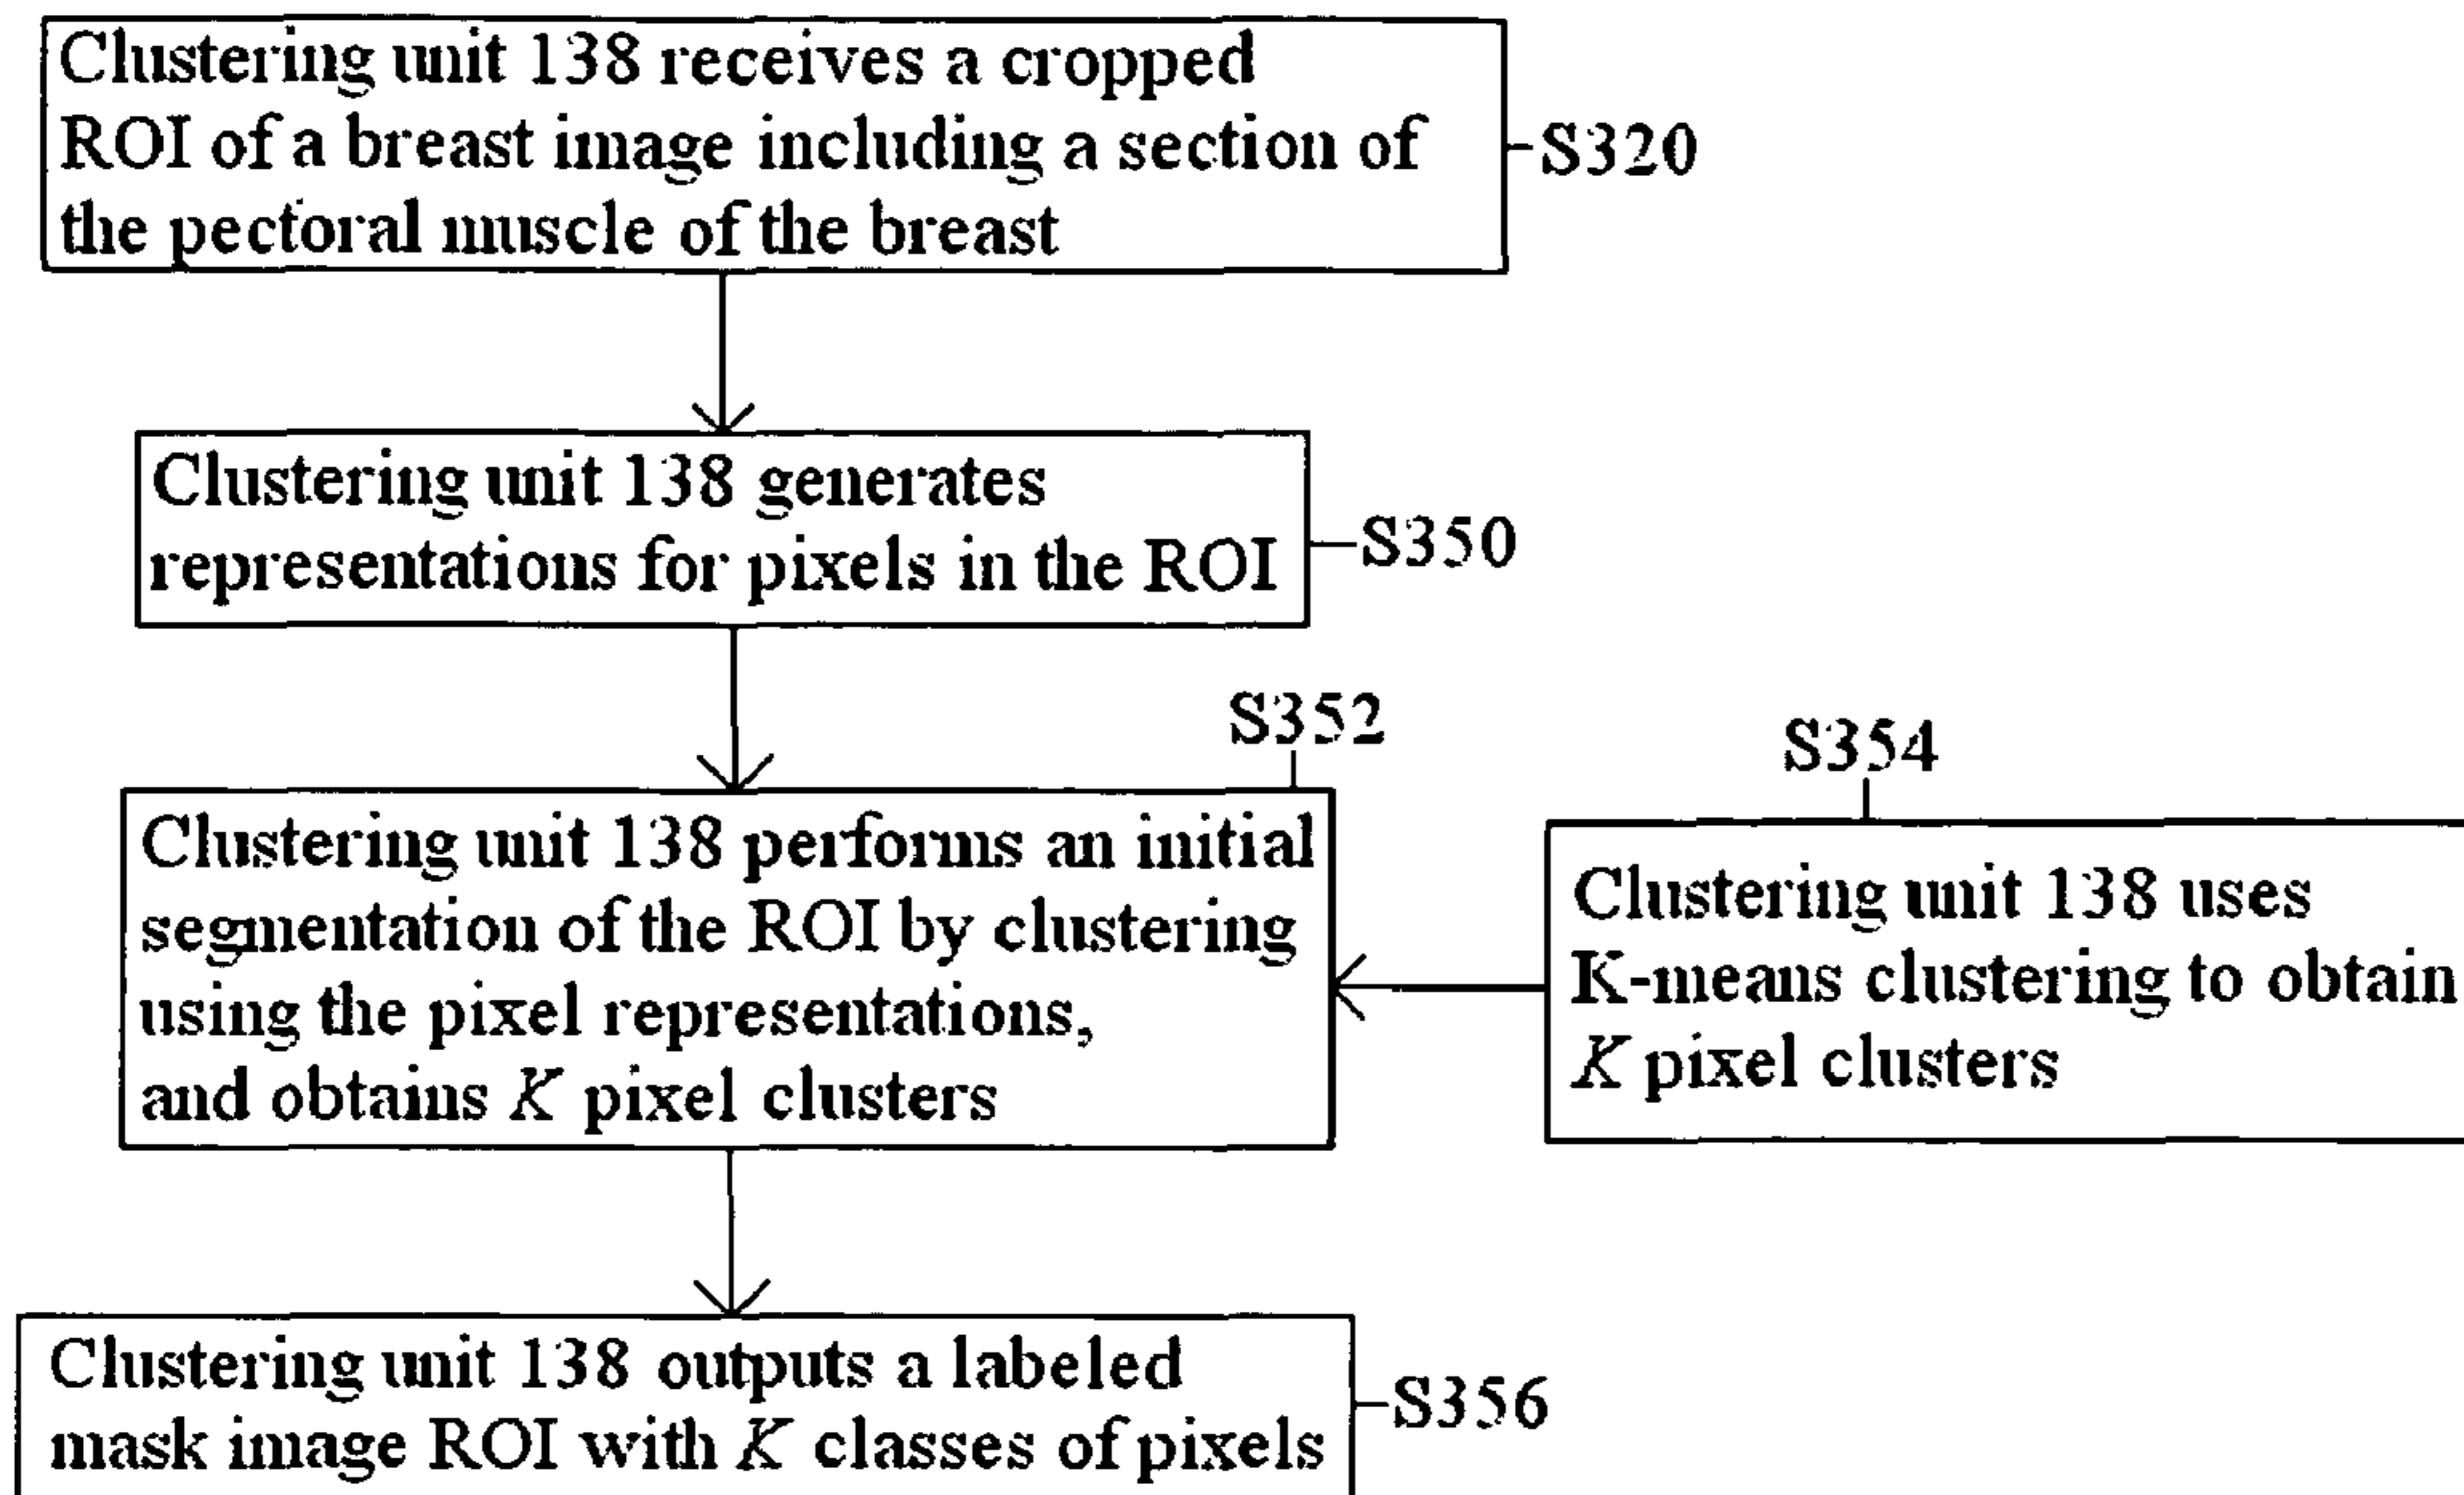 Clustering unit 138 receives a cropped
ROI of a breast image including a section of
the pectoral muscle of the breast
S320
Clustering unit 138 generates
representations for pixels in the ROI
S350
S352
Clustering unit 138 performs an initial
segmentation of the ROI by clustering
using the pixel representations,
and obtains K pixel clusters
S354
Clustering unit 138 uses
K-means clustering to obtain
K pixel clusters
Clustering unit 138 outputs a labeled
mask image ROI with K classes of pixels
S356